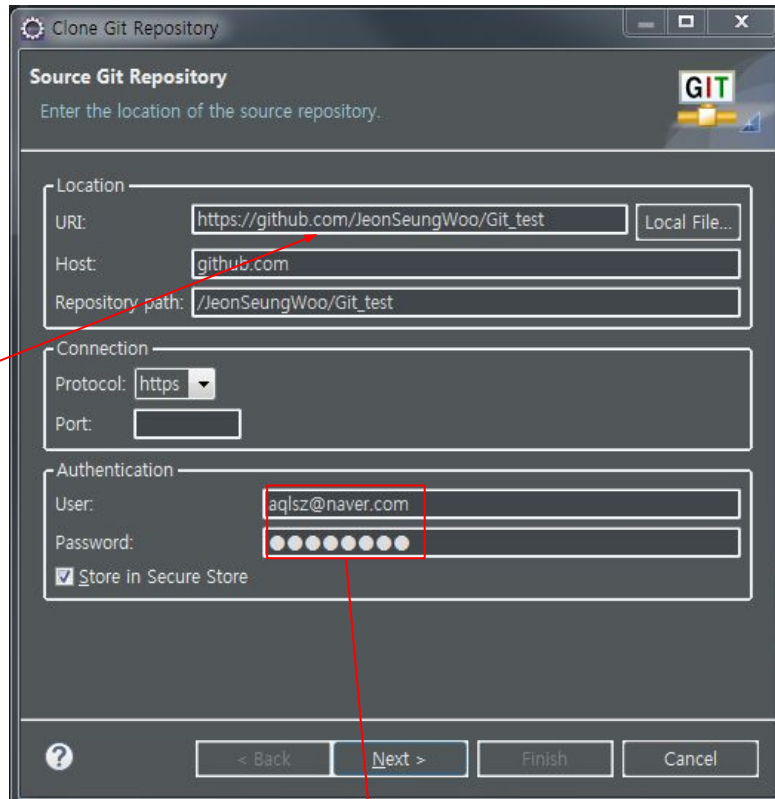 Clone Git Repository
Source Git Repository
Enter the location of the source repository.
GIT
Location
URI: https://github.com/JeonSeungWoo/Git_test Local File...
Host: github.com
Repository path: /JeonSeungWoo/Git_test
Connection
Protocol: https
Port:
Authentication
User: aqlsz@naver.com
Password: ●●●●●●●●
Store in Secure Store
? < Back Next > Finish Cancel